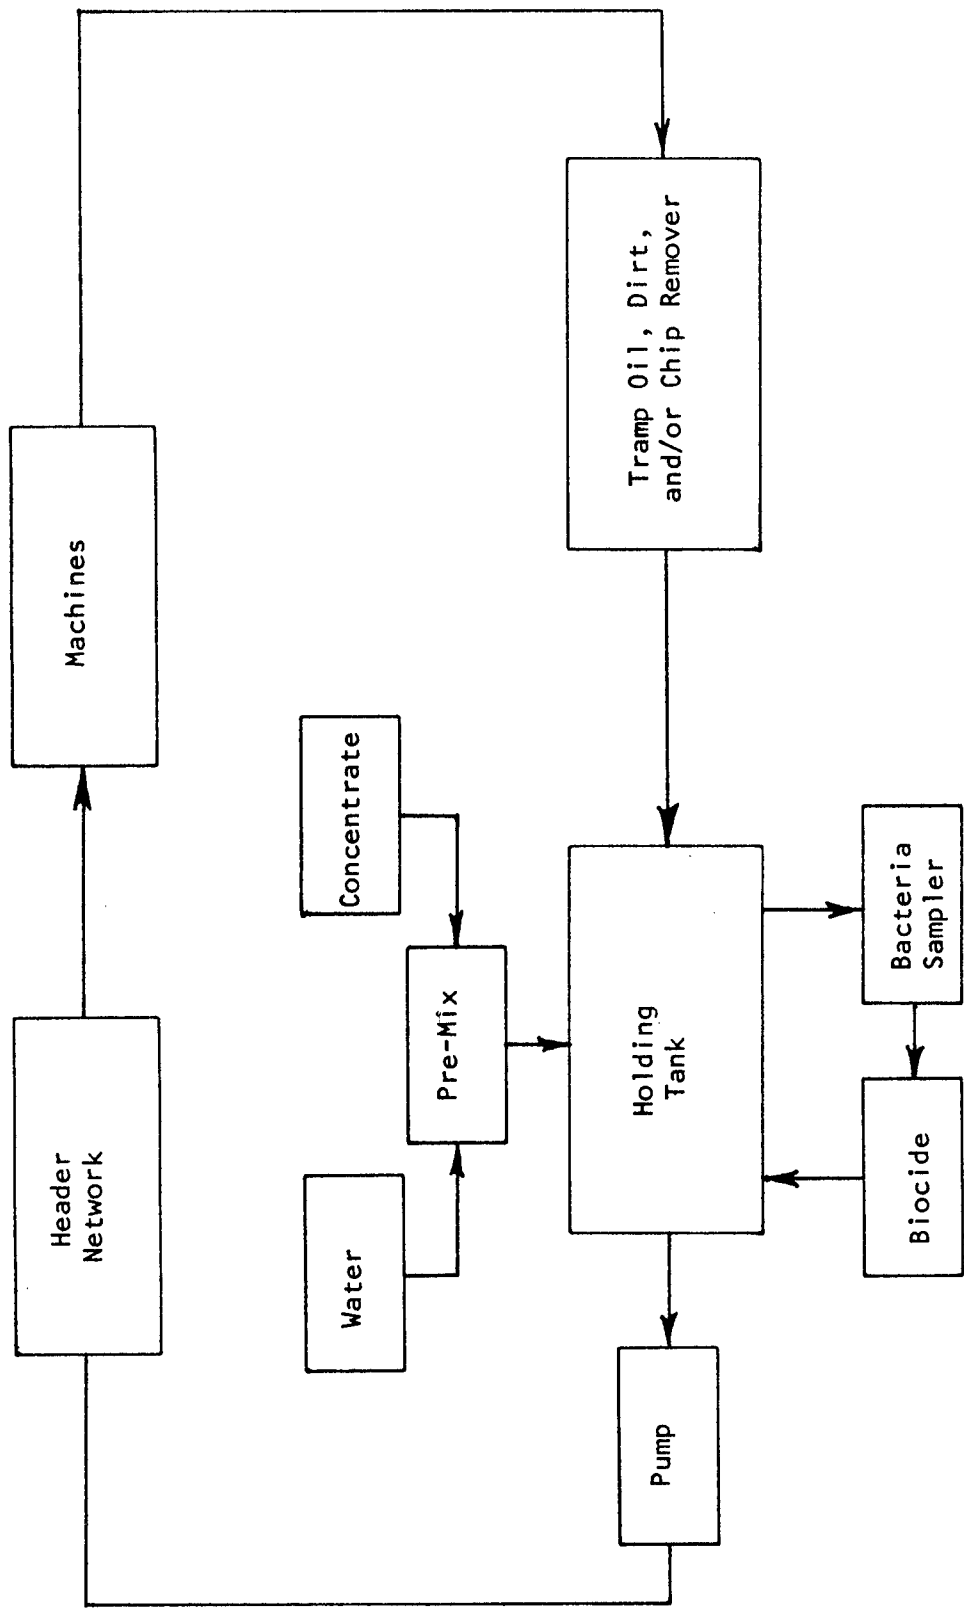 Header
Network
Machines
Water
Concentrate
Pre-Mix
Pump
Holding
Tank
Tramp Oil, Dirt,
and/or Chip Remover
Biocide
Bacteria
Sampler